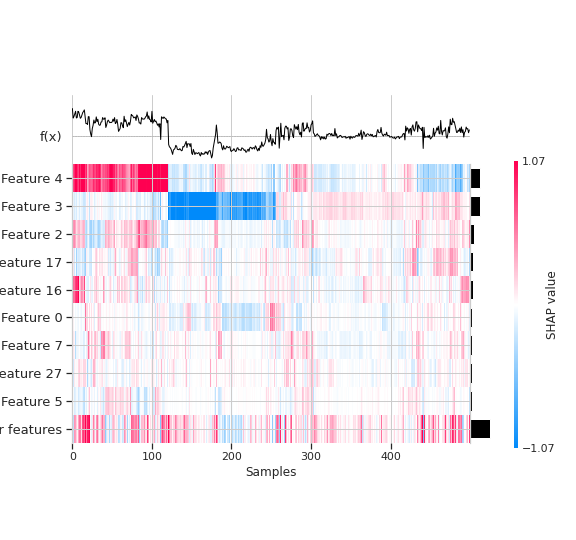 f(x)
Feature 4
Feature 3
Feature 2
eature 17
eature 16
Feature 0
Feature 7
eature 27
Feature 5
r features
0 100 200 300 400
Samples
1.07
SHAP value
−1.07